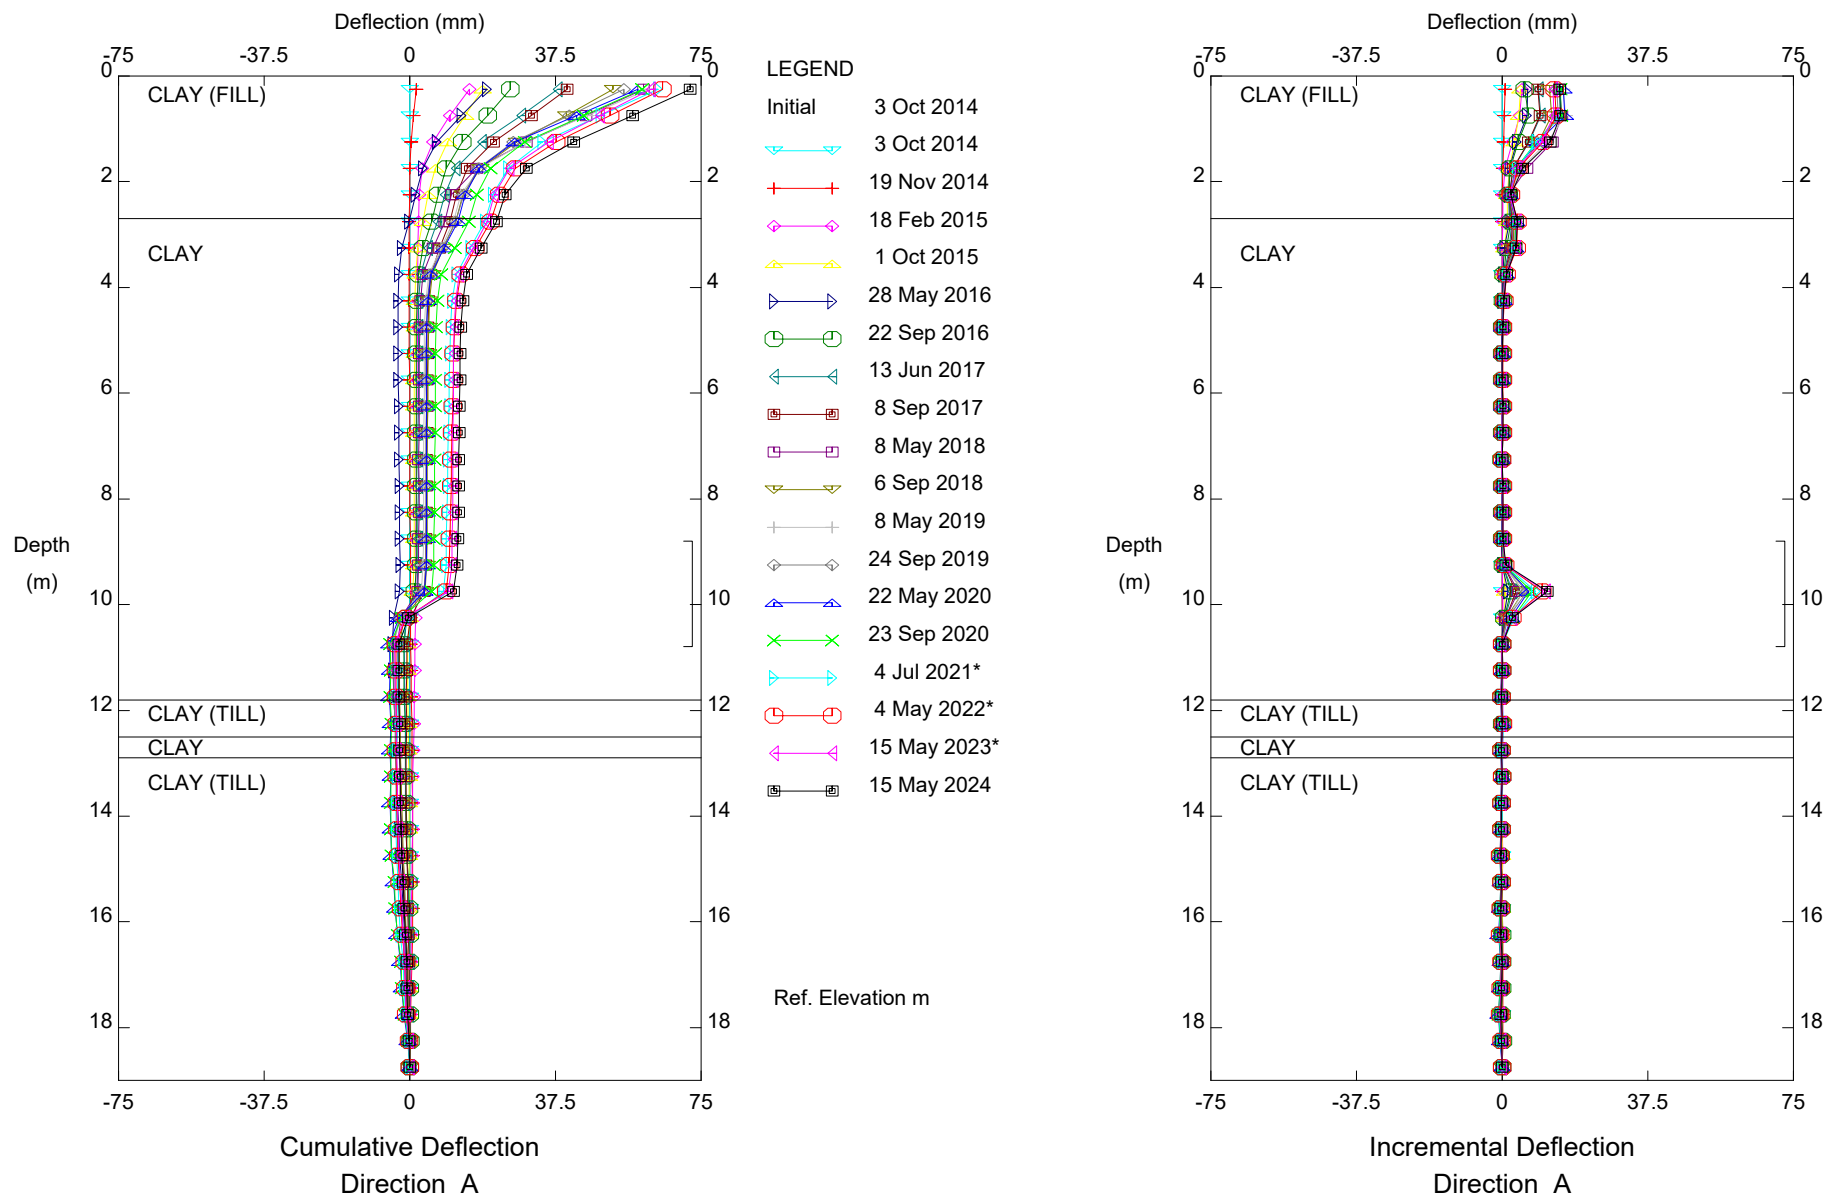 Deflection (mm)
-75 -37.5 0 37.5 75
0 0
CLAY (FILL)
2 2
CLAY
4 4
6 6
8 8
Depth
(m)
10 10
12 12
CLAY (TILL)
CLAY
CLAY (TILL)
14 14
16 16
18 18
-75 -37.5 0 37.5 75
Cumulative Deflection
Direction A
LEGEND
Initial 3 Oct 2014
3 Oct 2014
19 Nov 2014
18 Feb 2015
1 Oct 2015
28 May 2016
22 Sep 2016
13 Jun 2017
8 Sep 2017
8 May 2018
6 Sep 2018
8 May 2019
24 Sep 2019
22 May 2020
23 Sep 2020
4 Jul 2021*
4 May 2022*
15 May 2023*
15 May 2024
Ref. Elevation m
Deflection (mm)
-75 -37.5 0 37.5 75
0 0
CLAY (FILL)
2 2
CLAY
4 4
6 6
8 8
Depth
(m)
10 10
12 12
CLAY (TILL)
CLAY
CLAY (TILL)
14 14
16 16
18 18
-75 -37.5 0 37.5 75
Incremental Deflection
Direction A